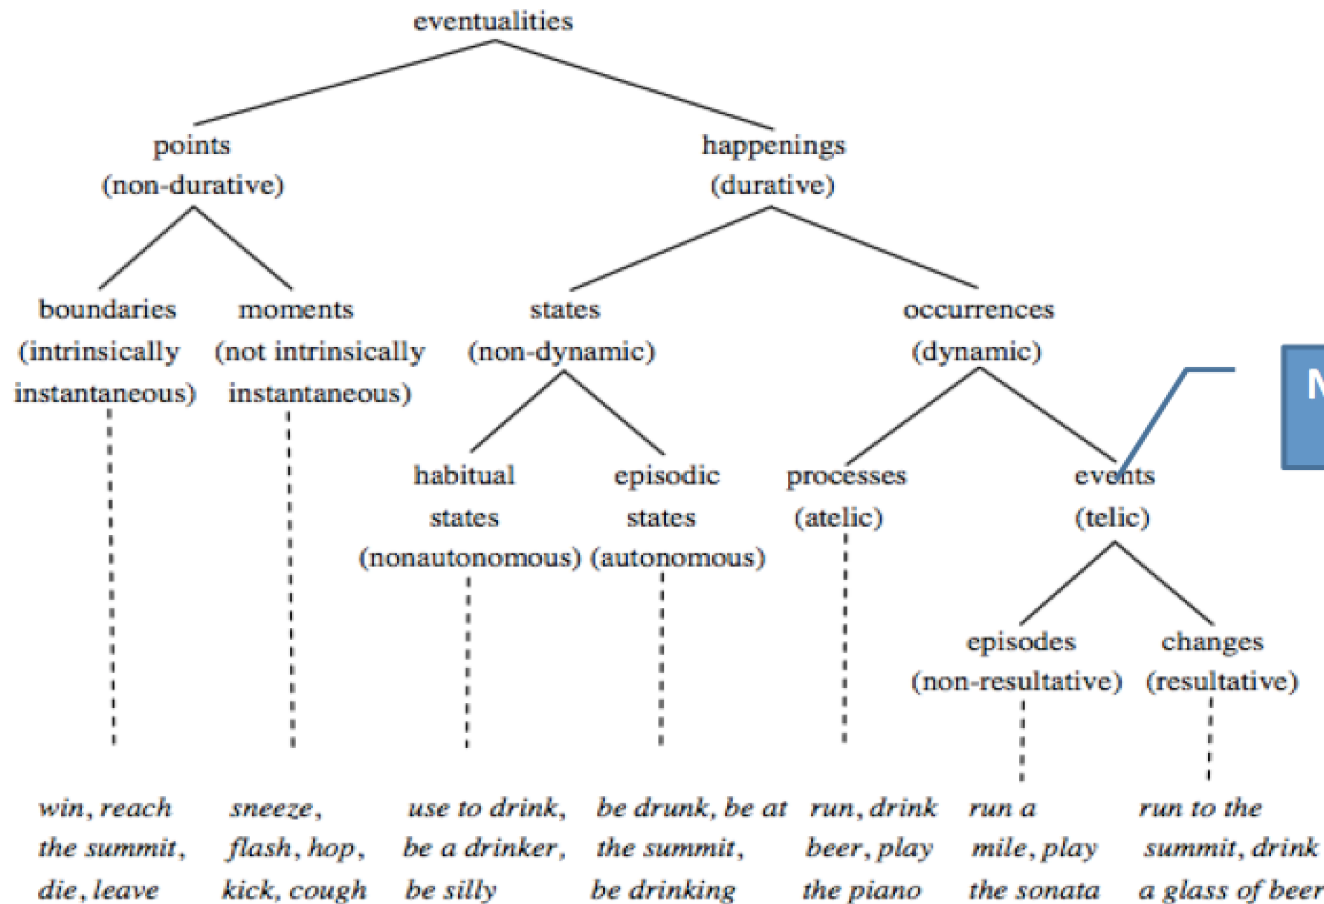 eventualities
points happenings
(non-durative) (durative)
boundaries moments states occurrences
(intrinsically (not intrinsically (non-dynamic) (dynamic)
instantaneous) instantaneous)
N
habitual episodic processes events
states states (atelic) (telic)
(nonautonomous) (autonomous)
episodes changes
(non-resultative) (resultative)
win, reach sneeze, use to drink, be drunk, be at run, drink run a run to the
the summit, flash, hop, be a drinker, the summit, beer, play mile, play summit, drink
die, leave kick, cough be silly be drinking the piano the sonata a glass of beer